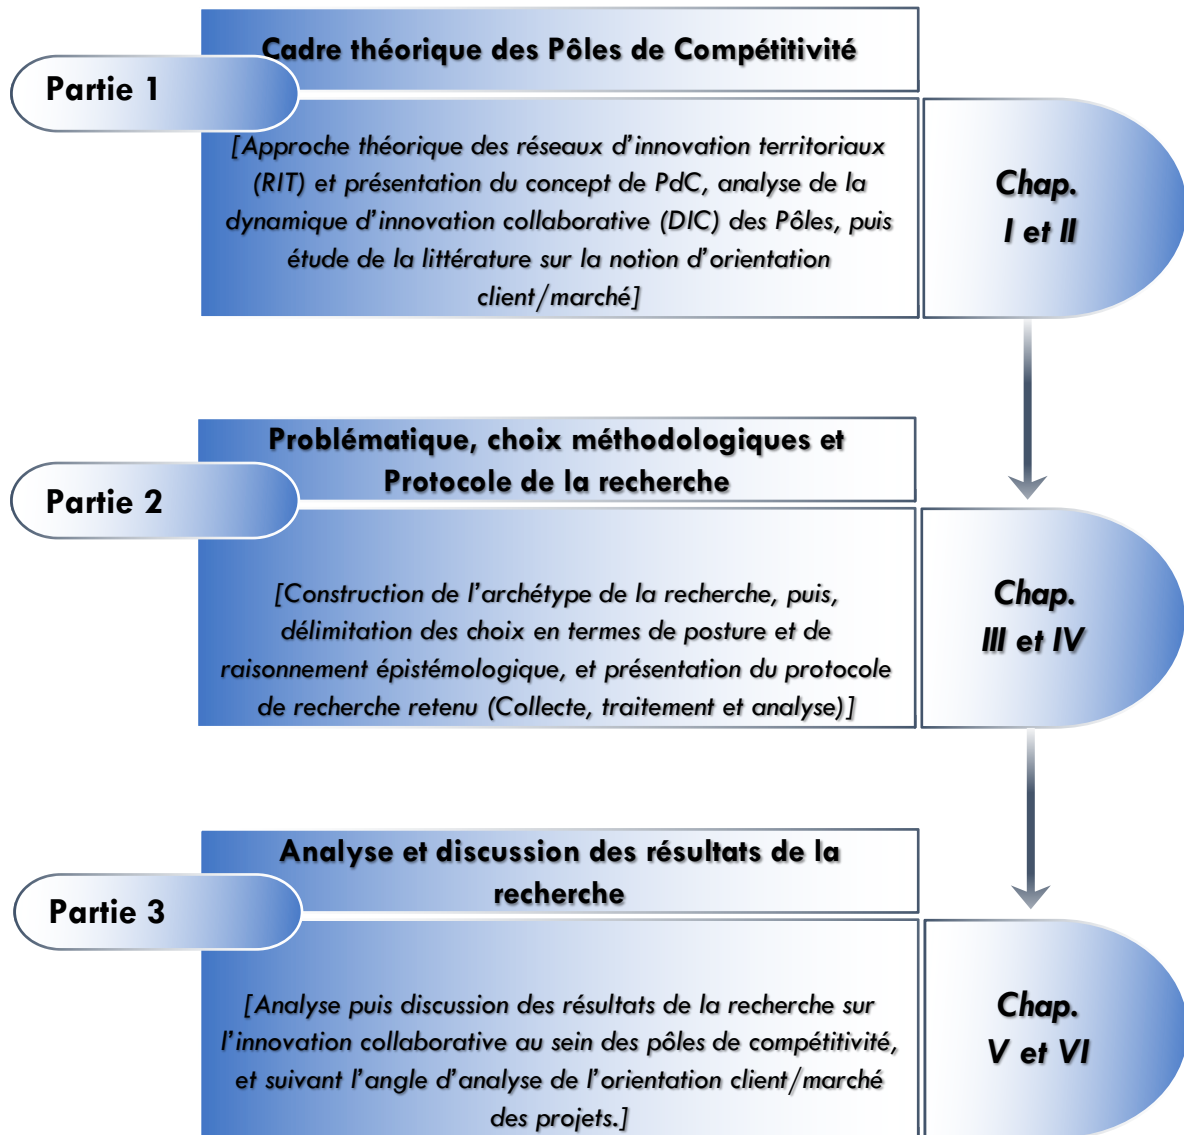 Cadre théorique des Pôles de Compétitivité
Partie 1
[Approche théorique des réseaux d’innovation territoriaux
(RIT) et présentation du concept de PdC, analyse de la
dynamique d’innovation collaborative (DIC) des Pôles, puis
étude de la littérature sur la notion d’orientation
client/marché]
Chap.
I et II
Problématique, choix méthodologiques et
Protocole de la recherche
Partie 2
[Construction de l’archétype de la recherche, puis,
délimitation des choix en termes de posture et de
raisonnement épistémologique, et présentation du protocole
de recherche retenu (Collecte, traitement et analyse)]
Chap.
III et IV
Analyse et discussion des résultats de la
recherche
Partie 3
[Analyse puis discussion des résultats de la recherche sur
l’innovation collaborative au sein des pôles de compétitivité,
et suivant l’angle d’analyse de l’orientation client/marché
des projets.]
Chap.
V et VI